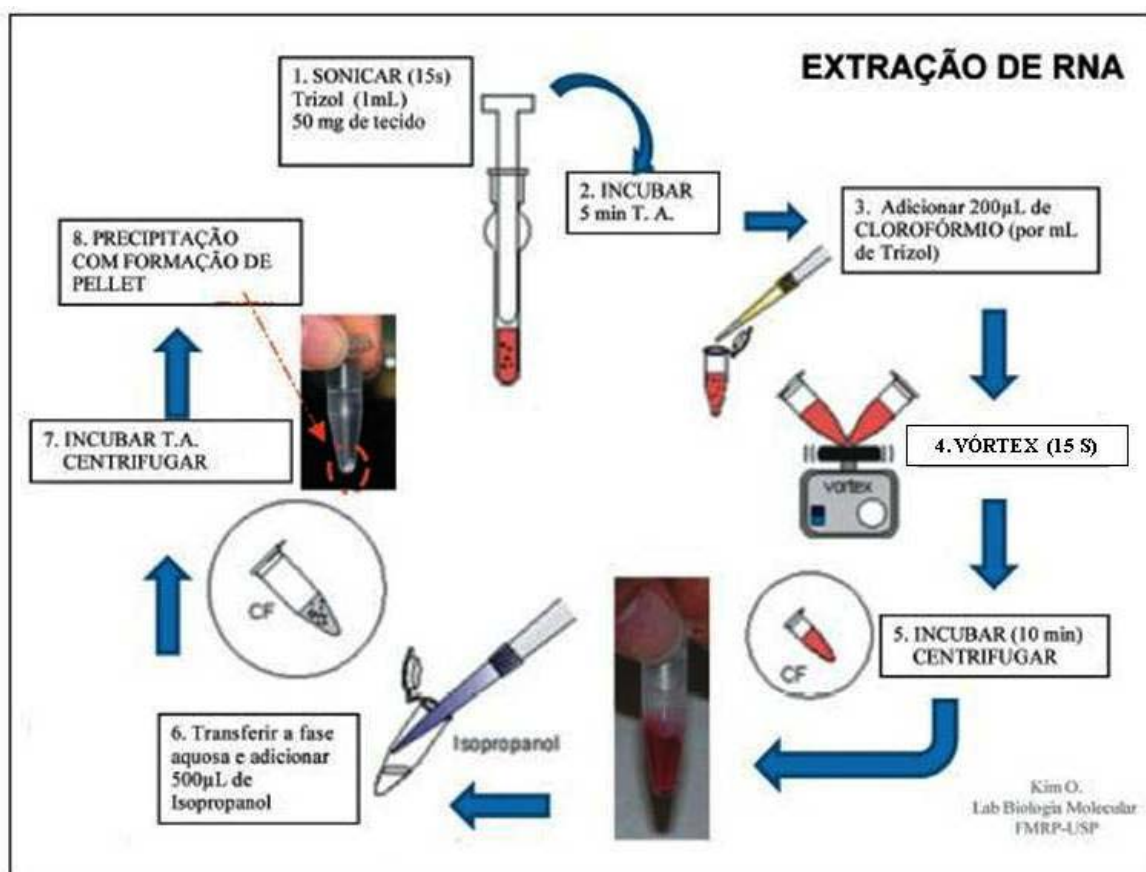 EXTRAÇÃO DE RNA
1. SONICAR (15s)
Trizol (1mL)
50 mg de tecido
2. INCUBAR
5 min T. A.
3. Adicionar 200µL de
CLOROFÓRMIO (por mL
de Trizol)
4. VÓRTEX (15 S)
vortex
5. INCUBAR (10 min)
CENTRIFUGAR
CF
Isopropanol
6. Transferir a fase
aquosa e adicionar
500µL de
Isopropanol
CF
7. INCUBAR T.A.
CENTRIFUGAR
8. PRECIPITAÇÃO
COM FORMAÇÃO DE
PELLET
Kim O.
Lab Biologia Molecular
FMRP-USP